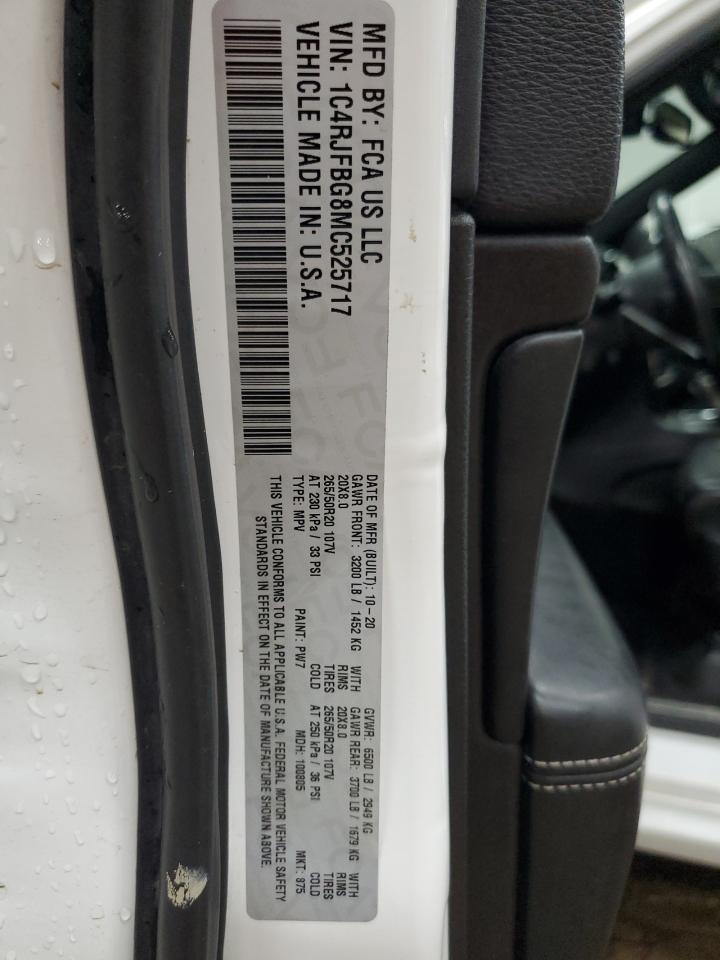 MFD BY: FCA US LLC
VIN: 1C4RJFBG8MC525717
VEHICLE MADE IN: U.S.A.
DATE OF MFR (BUILT): 10-20 GVWR: 6500 LB / 2949 KG
GAWR FRONT: 3200 LB / 1452 KG WITH GAWR REAR: 3700 LB / 1679 KG WITH
20X8.0 RIMS 20X8.0 RIMS
265/50R20 107V TIRES 265/50R20 107V TIRES
AT 230 kPa / 33 PSI COLD AT 250 kPa / 36 PSI COLD
TYPE: MPV PAINT: PW7 MDH: 100805 MKT: 875
THIS VEHICLE CONFORMS TO ALL APPLICABLE U.S.A. FEDERAL MOTOR VEHICLE SAFETY
STANDARDS IN EFFECT ON THE DATE OF MANUFACTURE SHOWN ABOVE.